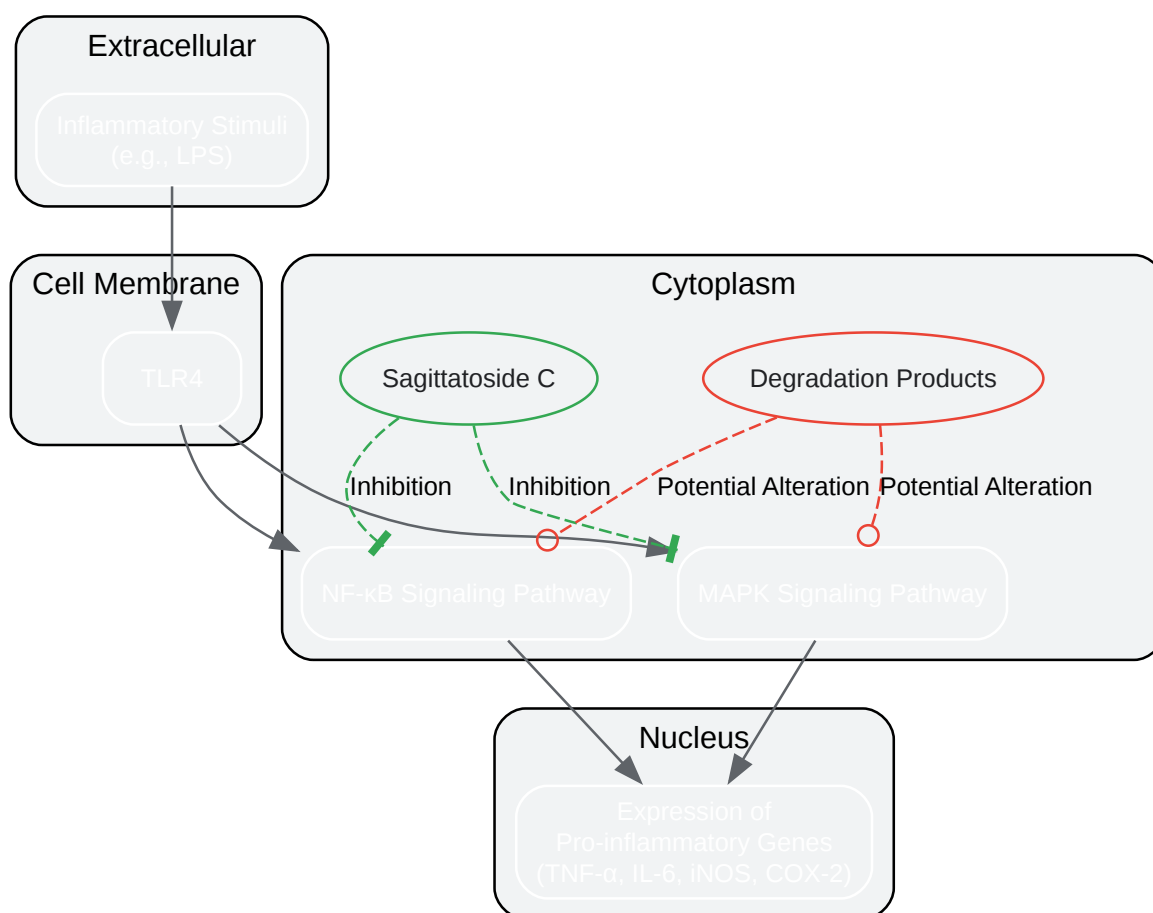 Extracellular
Inflammatory Stimuli
(e.g., LPS)
Cell Membrane
Cytoplasm
TLR4
Sagittatoside C
Degradation Products
Inhibition
Inhibition
Potential Alteration
Potential Alteration
NF-κB Signaling Pathway
MAPK Signaling Pathway
Nucleus
Expression of
Pro-inflammatory Genes
(TNF-α, IL-6, iNOS, COX-2)